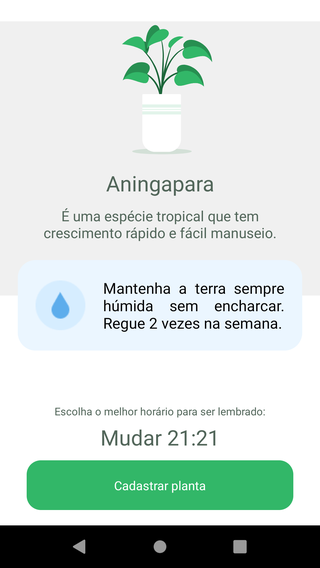 Aningapara
É uma espécie tropical que tem
crescimento rápido e fácil manuseio.
Mantenha a terra sempre
húmida sem encharcar.
Regue 2 vezes na semana.
Escolha o melhor horário para ser lembrado:
Mudar 21:21
Cadastrar planta